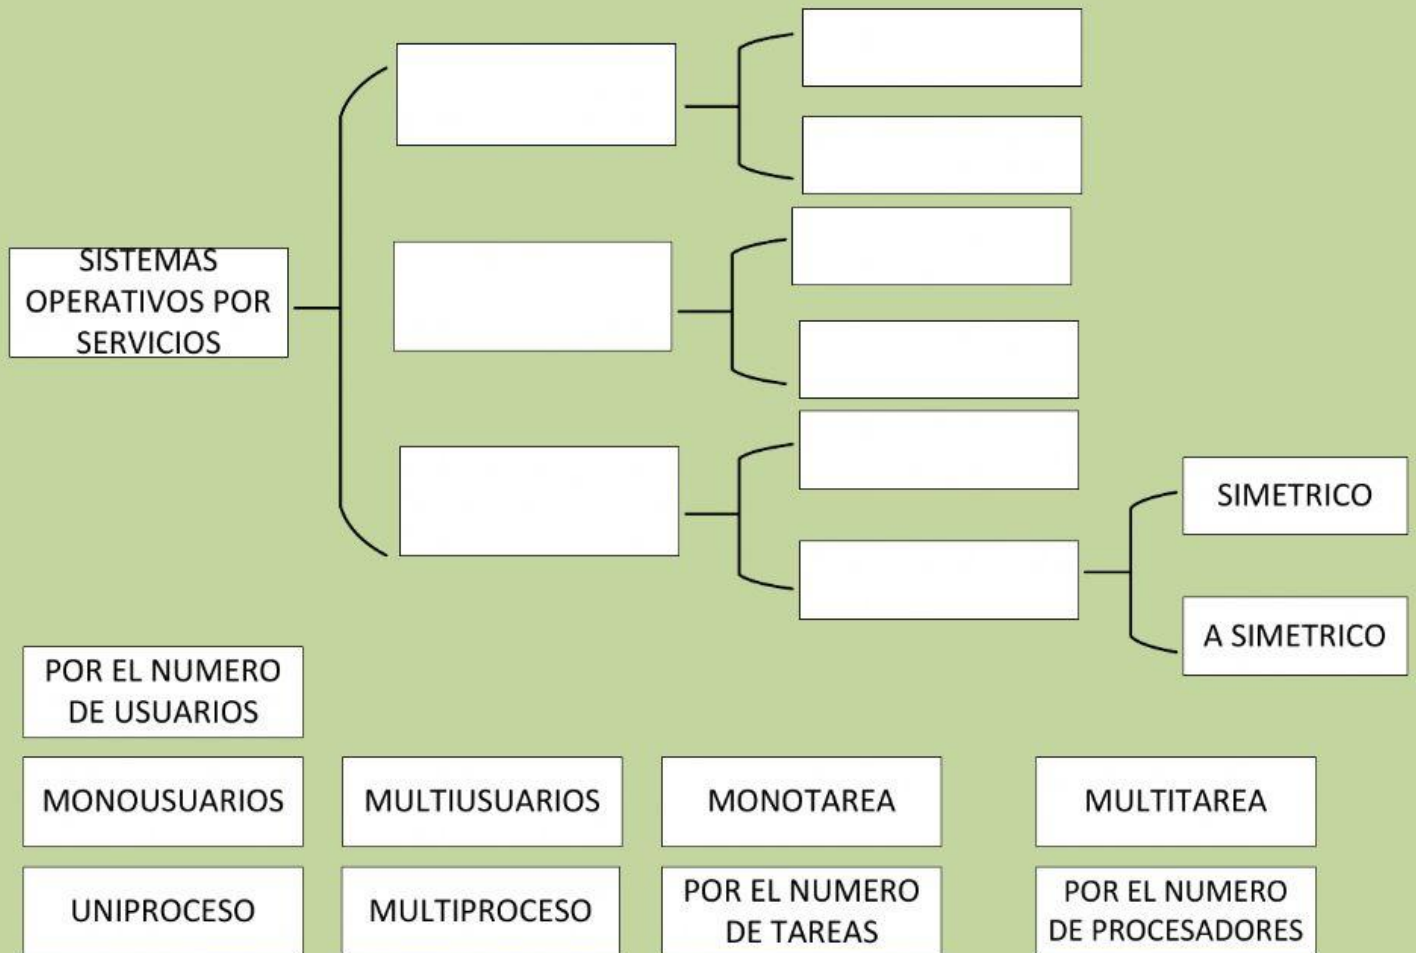 SISTEMAS
OPERATIVOS POR
SERVICIOS
SIMETRICO
A SIMETRICO
POR EL NUMERO
DE USUARIOS
MONOUSUARIOS
MULTIUSUARIOS
MONOTAREA
MULTITAREA
UNIPROCESO
MULTIPROCESO
POR EL NUMERO
DE TAREAS
POR EL NUMERO
DE PROCESADORES